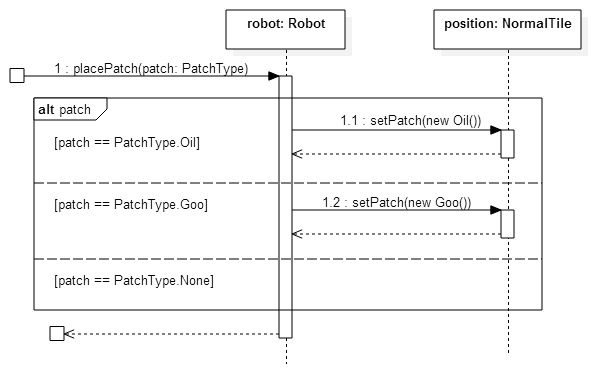 robot: Robot
position: NormalTile
1 : placePatch(patch: PatchType)
alt patch
1.1 : setPatch(new Oil())
[patch == PatchType.Oil]
1.2 : setPatch(new Goo())
[patch == PatchType.Goo]
[patch == PatchType.None]